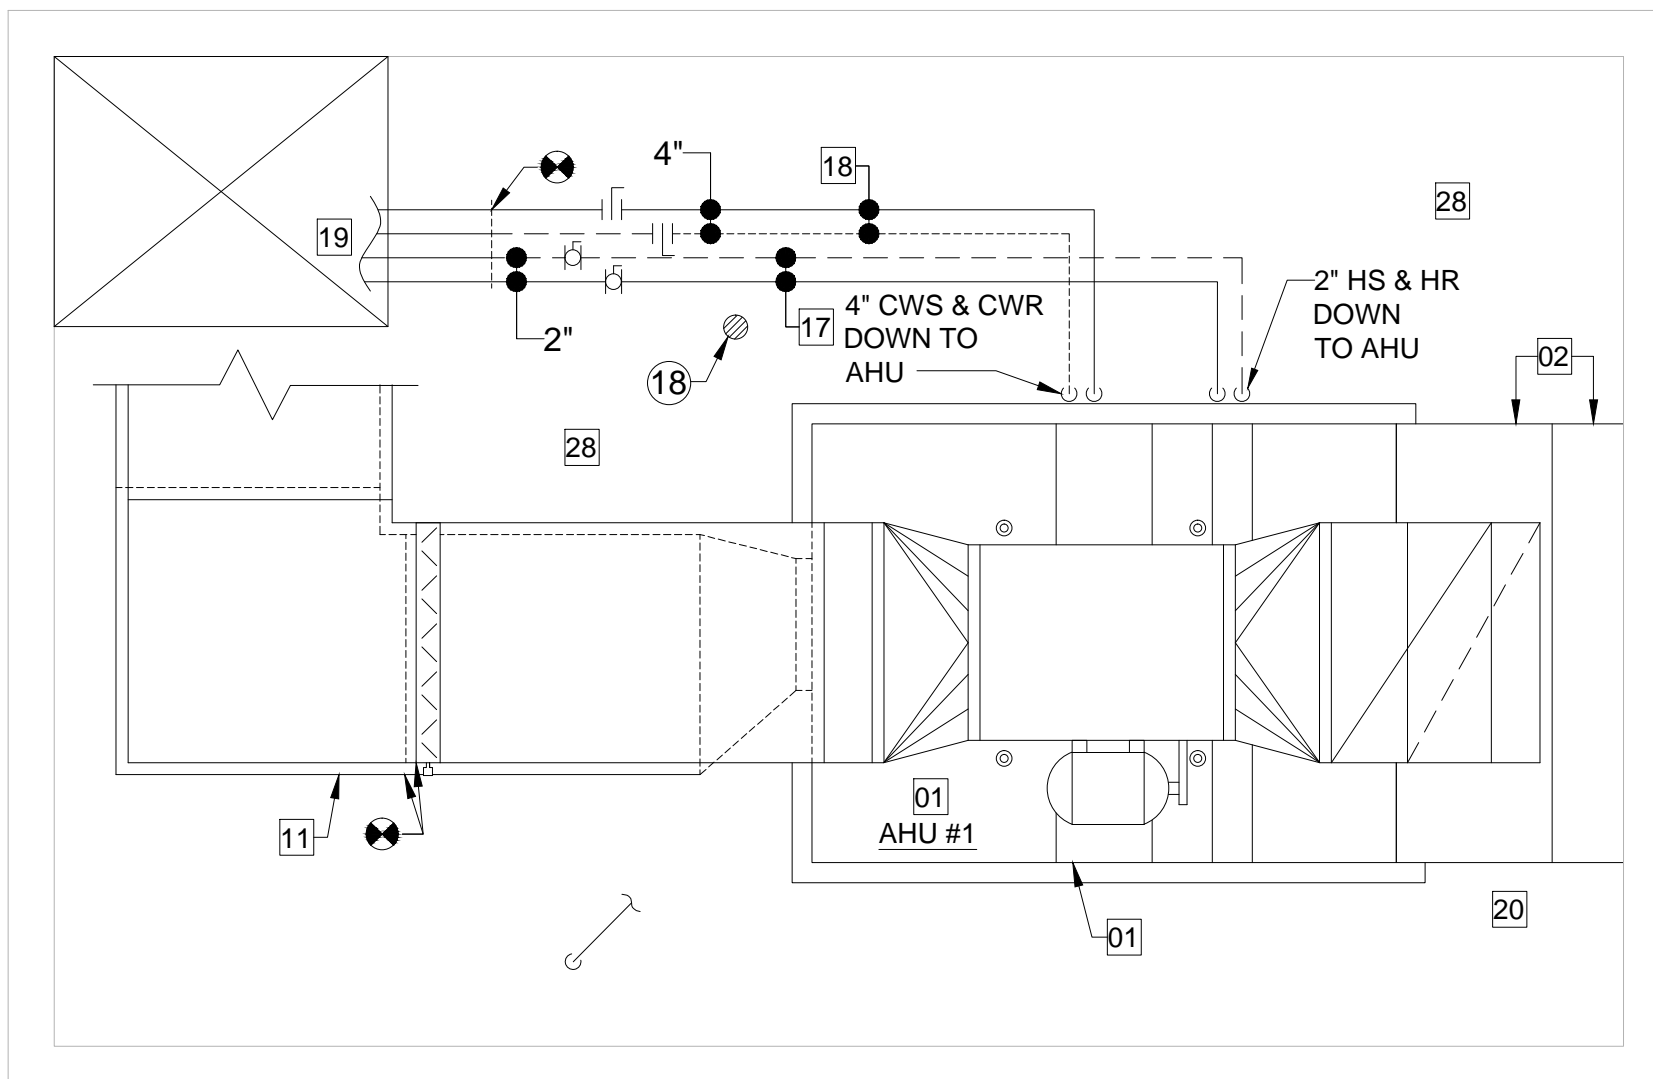 4"
18
28
19
2"
17
4" CWS & CWR
DOWN TO
AHU
2" HS & HR
DOWN
TO AHU
02
18
28
01
AHU #1
11
20
01